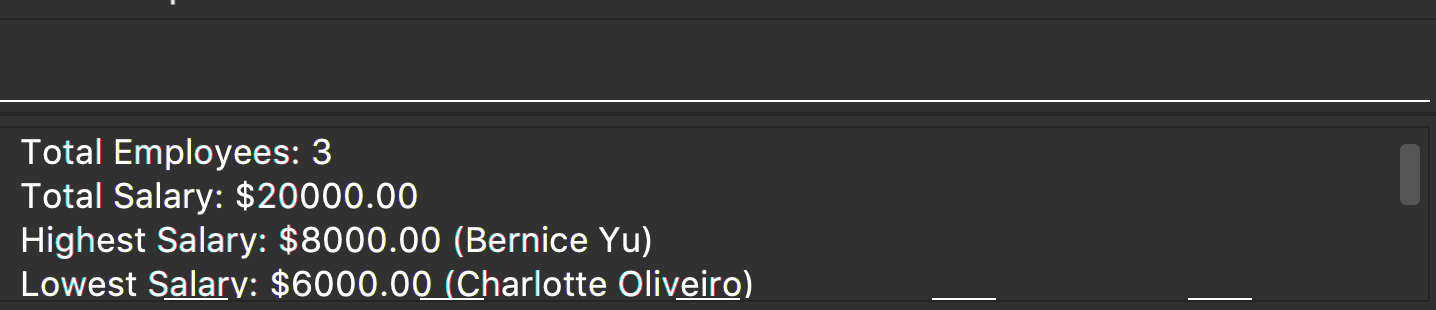 Total Employees: 3
Total Salary: $20000.00
Highest Salary: $8000.00 (Bernice Yu)
Lowest Salary: $6000.00 (Charlotte Oliveiro)